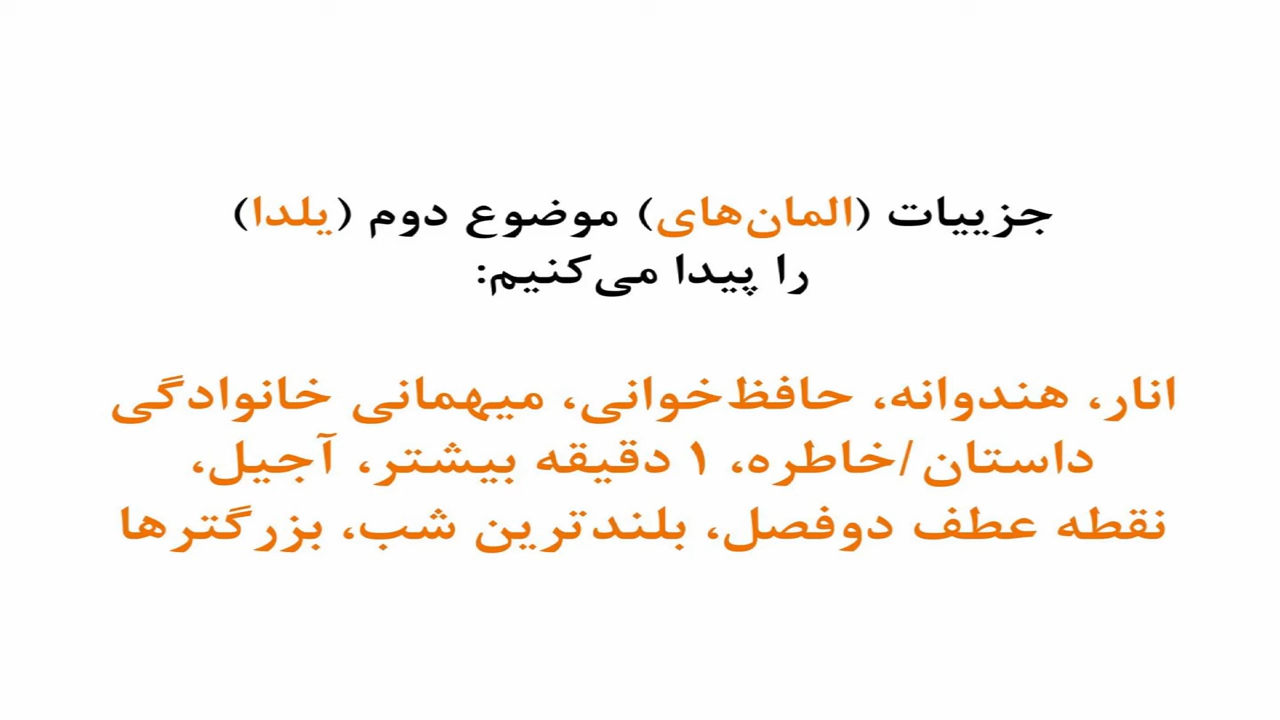 جزییات (المان‌های) موضوع دوم (یلدا)
را پیدا می‌کنیم:
انار، هندوانه، حافظ‌خوانی، میهمانی خانوادگی
داستان/خاطره، ۱ دقیقه بیشتر، آجیل،
نقطه عطف دوفصل، بلندترین شب، بزرگترها